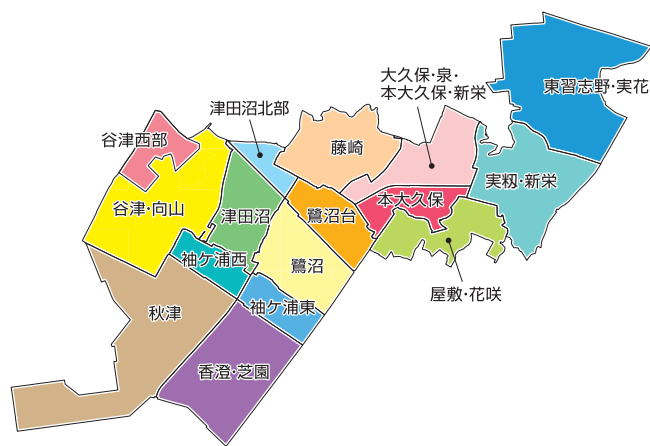 東習志野・実花
大久保・泉・
本大久保・新栄
津田沼北部
谷津西部
藤崎
実籾・新栄
本大久保
谷津・向山
津田沼
鷺沼台
袖ケ浦西
鷺沼
屋敷・花咲
秋津
袖ケ浦東
香澄・芝園